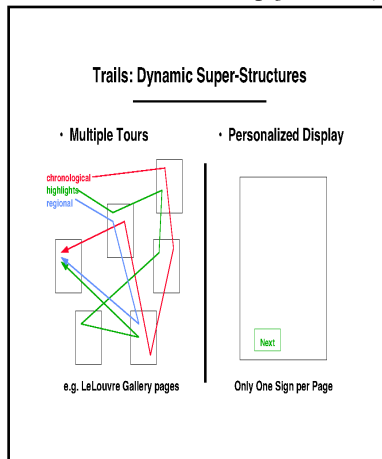 Trails: Dynamic Super-Structures
• Multiple Tours
chronological
highlights
regional
e.g. LeLouvre Gallery pages
• Personalized Display
Next
Only One Sign per Page